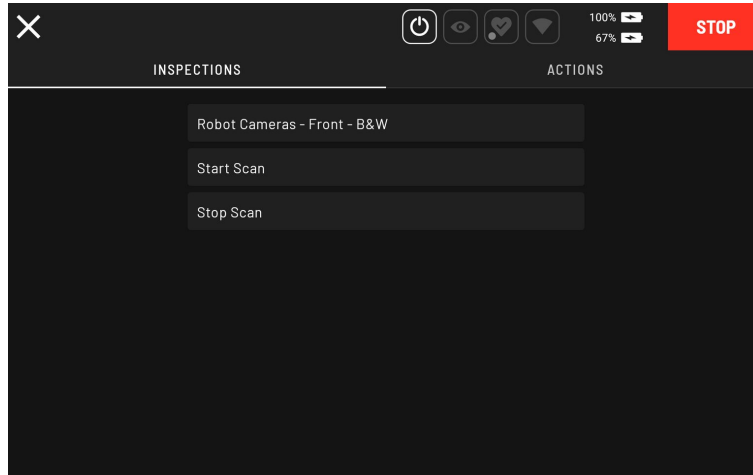 100%
67%
STOP
INSPECTIONS
ACTIONS
Robot Cameras - Front - B&W
Start Scan
Stop Scan